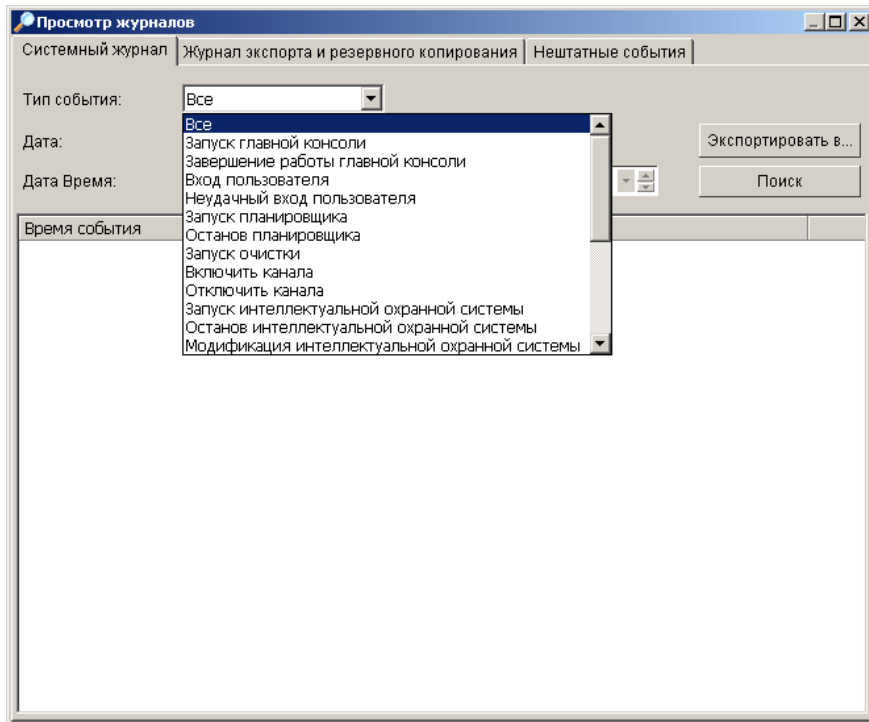 Просмотр журналов
Системный журнал Журнал экспорта и резервного копирования Нештатные события
Тип события: Все
Все
Дата: Запуск главной консоли Экспортировать в...
Завершение работы главной консоли
Дата Время: Вход пользователя Поиск
Неудачный вход пользователя
Запуск планировщика
Время события Останов планировщика
Запуск очистки
Включить канала
Отключить канала
Запуск интеллектуальной охранной системы
Останов интеллектуальной охранной системы
Модификация интеллектуальной охранной системы